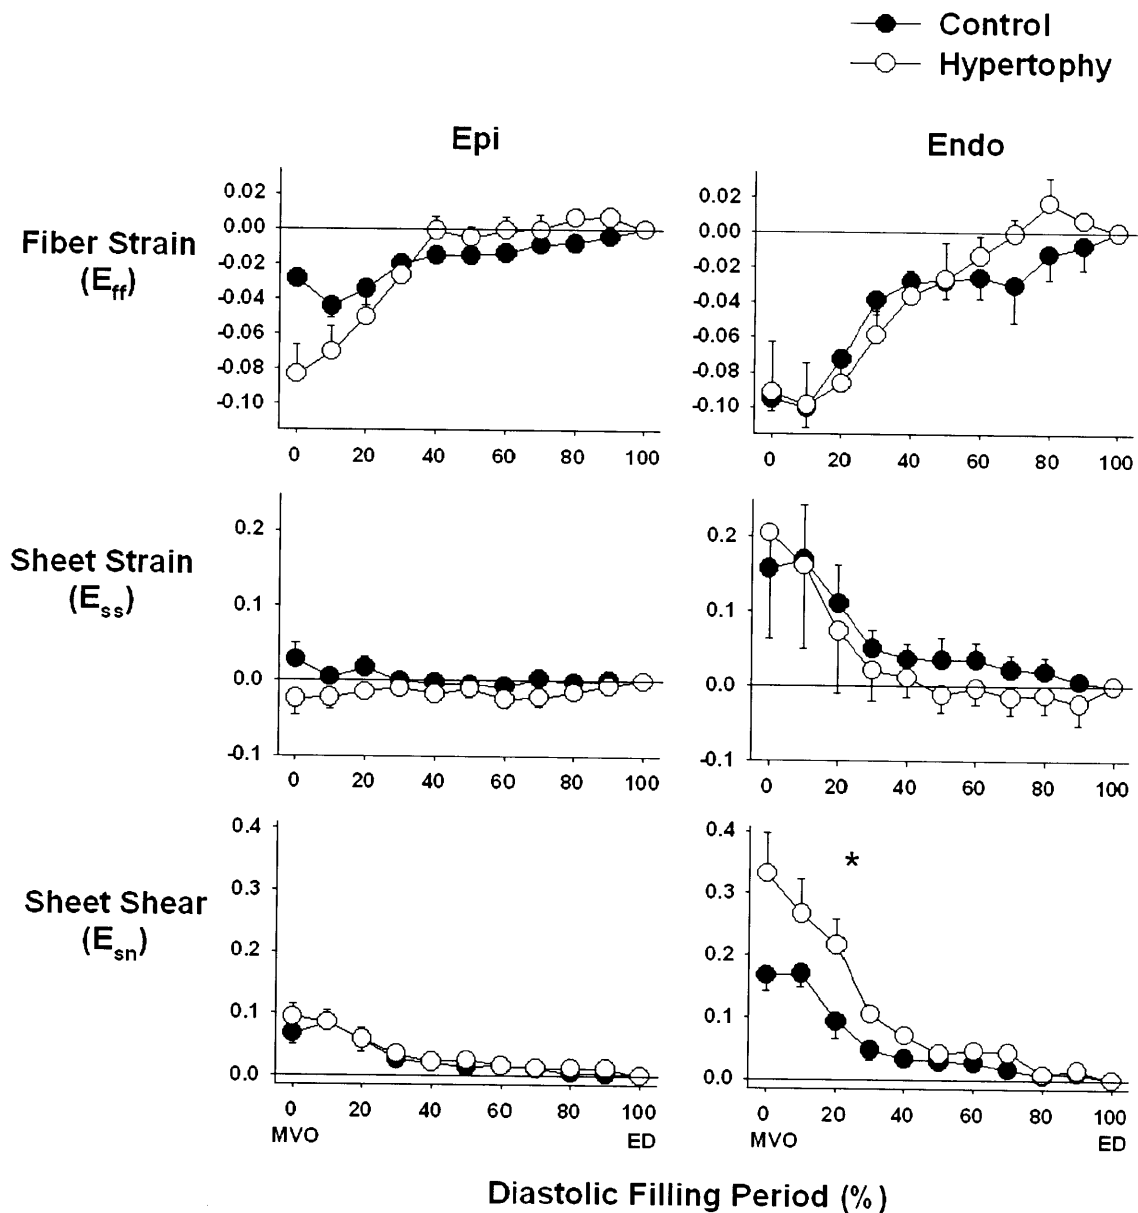 Control
Hypertophy
Epi
Endo
Fiber Strain
(Eff)
0.02
0.00
-0.02
-0.04
-0.06
-0.08
-0.10
0 20 40 60 80 100
0.02
0.00
-0.02
-0.04
-0.06
-0.08
-0.10
0 20 40 60 80 100
Sheet Strain
(Ess)
0.2
0.1
0.0
-0.1
0 20 40 60 80 100
0.2
0.1
0.0
-0.1
0 20 40 60 80 100
Sheet Shear
(Esn)
0.4
0.3
0.2
0.1
0.0
0 20 40 60 80 100
MVO ED
0.4
0.3
0.2
0.1
0.0
*
0 20 40 60 80 100
MVO ED
Diastolic Filling Period (%)